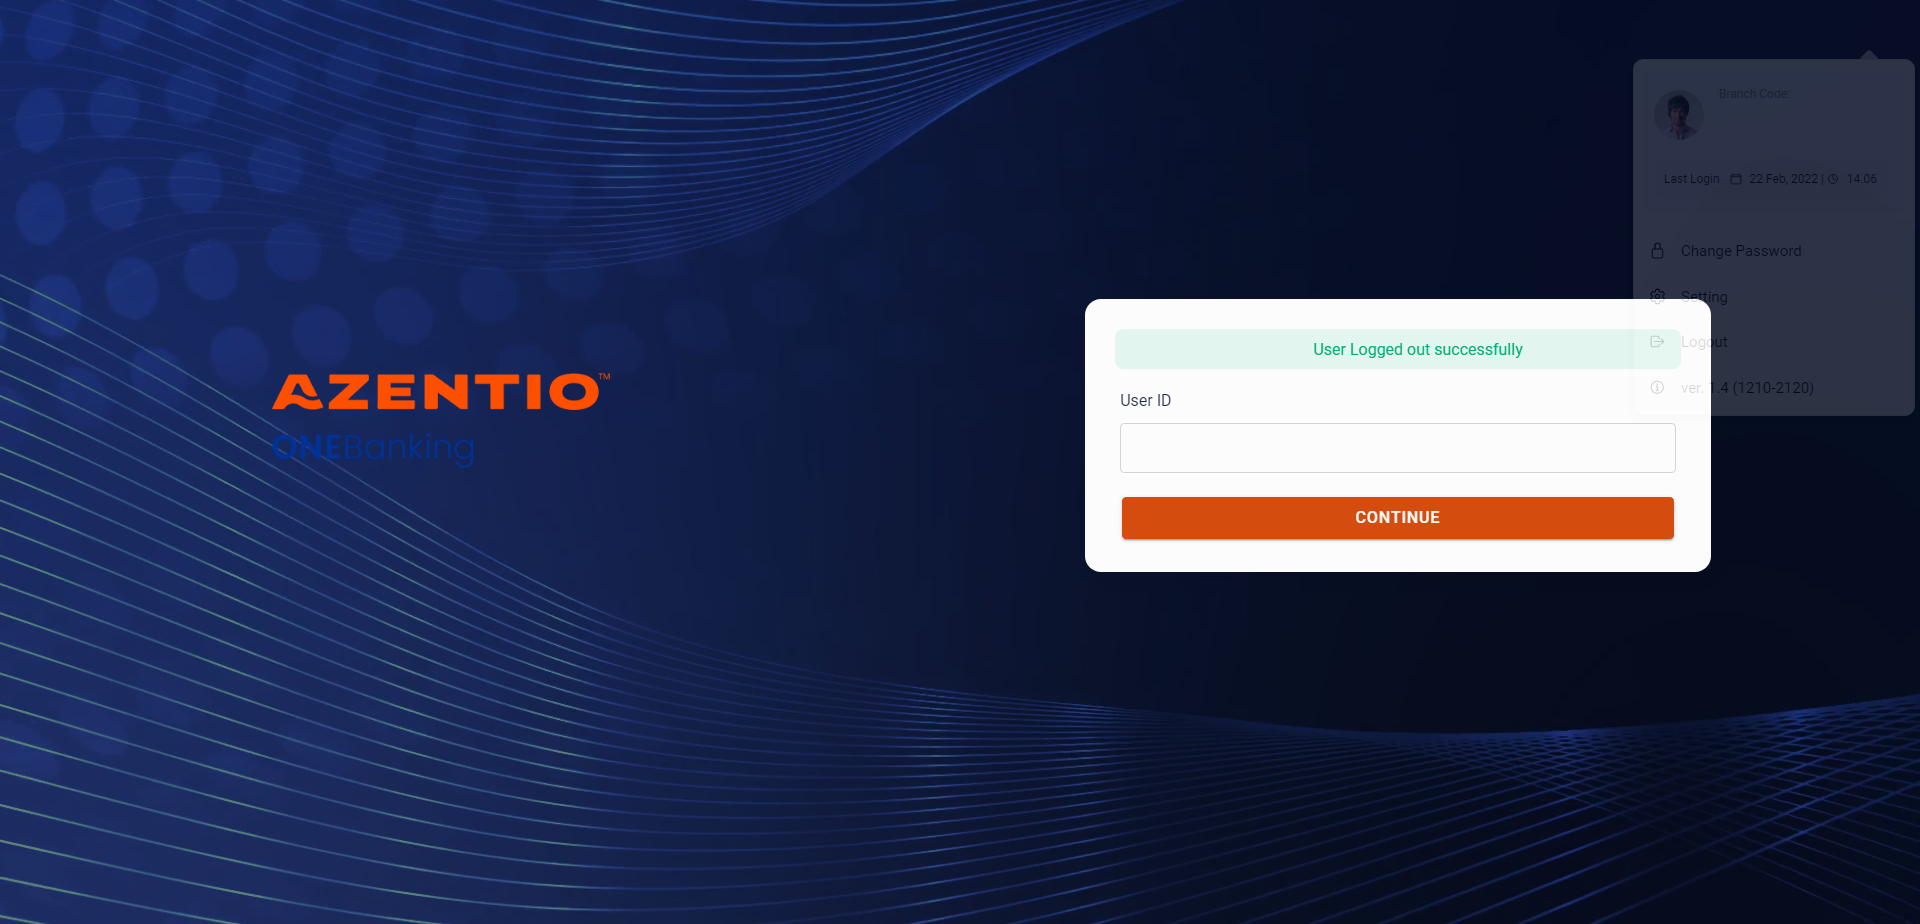 AZENTIO™
ONEBanking
Branch Code:
Last Login 22 Feb, 2022 | 14.06
Change Password
Setting
Logout
ver. 1.4 (1210-2120)
User Logged out successfully
User ID
CONTINUE